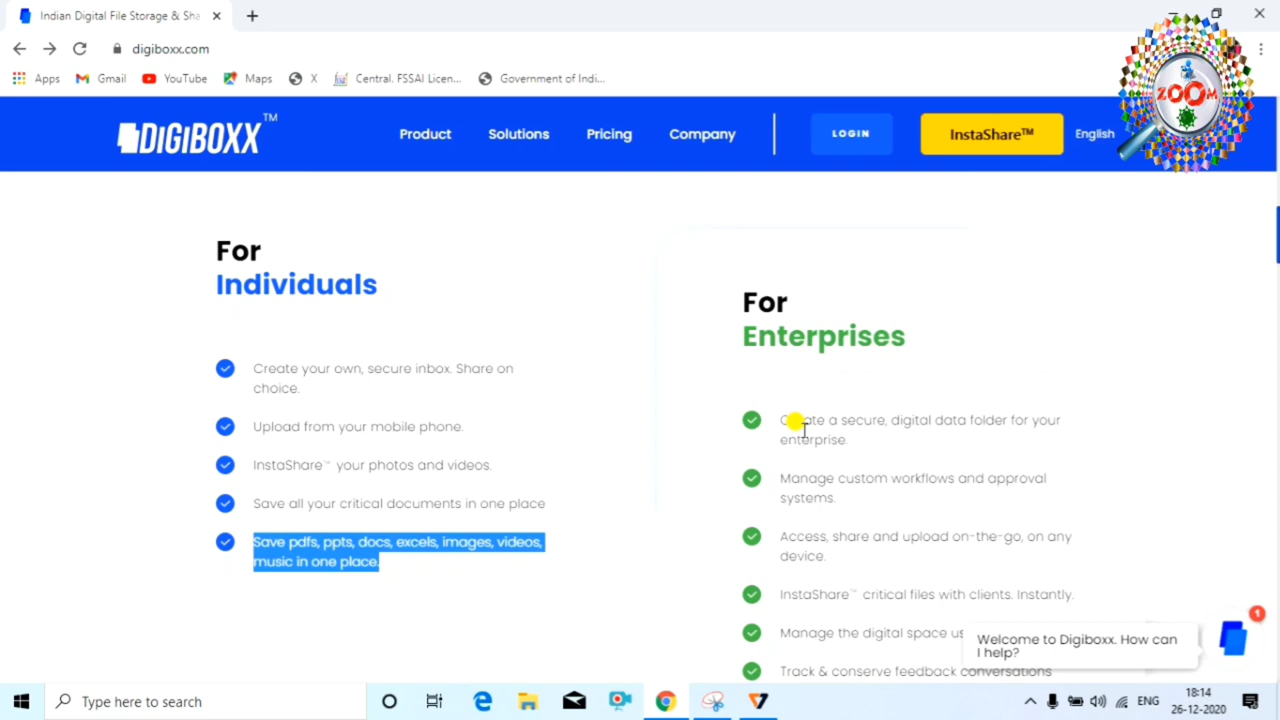 Indian Digital File Storage & Sha
digiboxx.com
Apps Gmail YouTube Maps X Central. FSSAI Licen... Government of Indi...
DIGIBOXX TM
Product Solutions Pricing Company LOGIN InstaShare™ English
ZOOM
For
Individuals
Create your own, secure inbox. Share on
choice.
Upload from your mobile phone.
InstaShare™ your photos and videos.
Save all your critical documents in one place
Save pdfs, ppts, docs, excels, images, videos,
music in one place.
For
Enterprises
Create a secure, digital data folder for your
enterprise.
Manage custom workflows and approval
systems.
Access, share and upload on-the-go, on any
device.
InstaShare™ critical files with clients. Instantly.
Manage the digital space us
Track & conserve feedback conversations
Welcome to Digiboxx. How can
I help?
1
Type here to search
ENG
18:14
26-12-2020